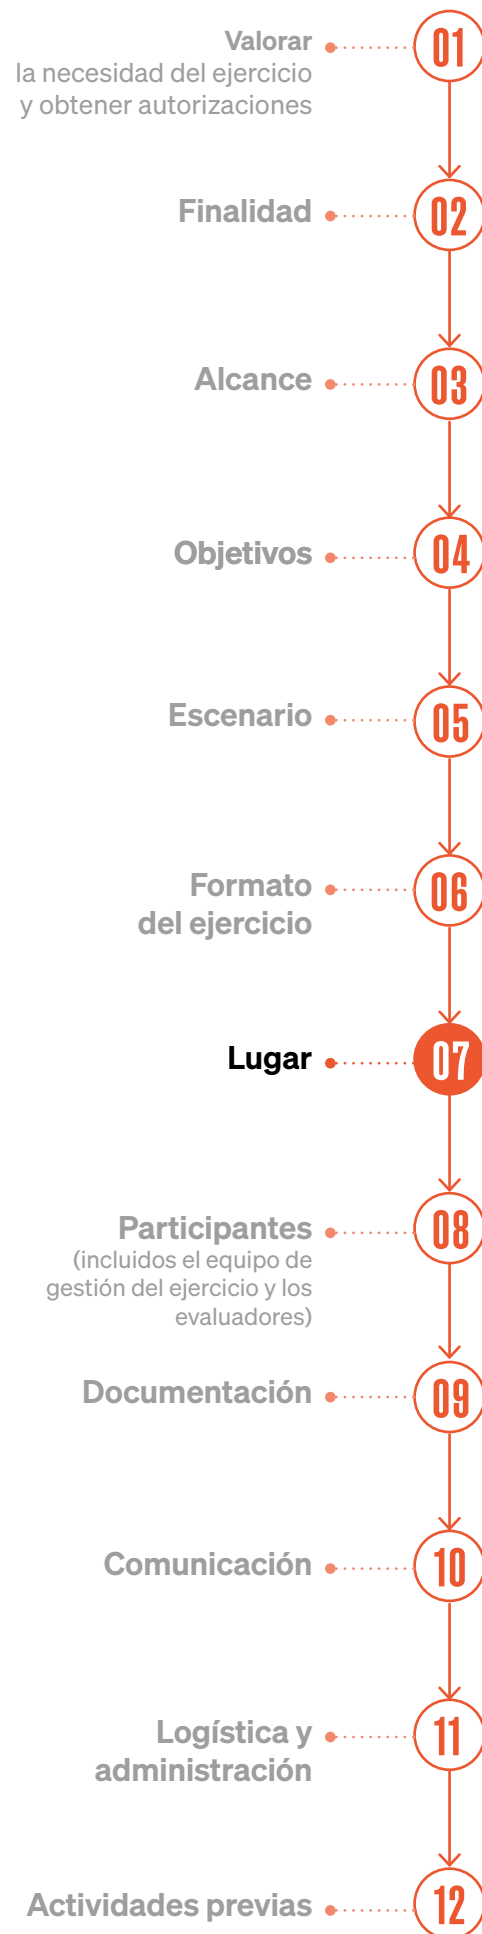 Valorar
01
la necesidad del ejercicio
y obtener autorizaciones
Finalidad
02
Alcance
03
Objetivos
04
Escenario
05
Formato
06
del ejercicio
Lugar
07
Participantes
08
(incluidos el equipo de
gestión del ejercicio y los
evaluadores)
Documentación
09
Comunicación
10
Logística y
11
administración
Actividades previas
12